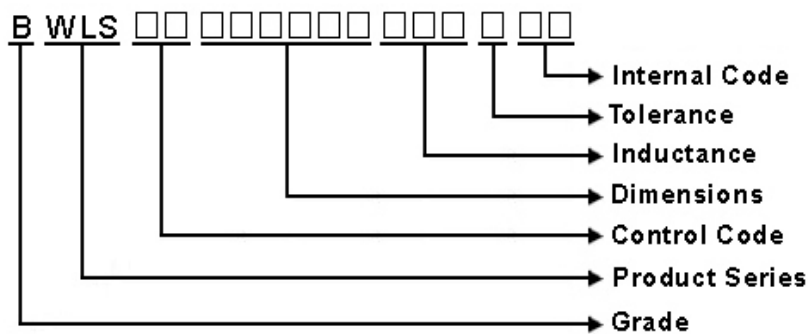 B WLS □□ □□□□□□ □□□ □ □□
Internal Code
Tolerance
Inductance
Dimensions
Control Code
Product Series
Grade